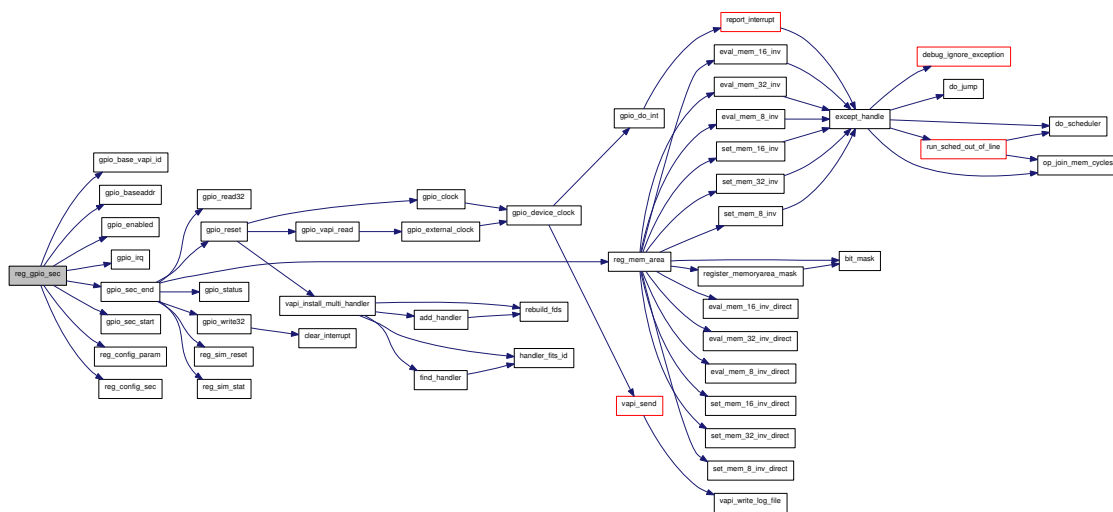 reg_gpio_sec
gpio_base_vapi_id
gpio_baseaddr
gpio_enabled
gpio_irq
gpio_sec_end
gpio_sec_start
reg_config_param
reg_config_sec
gpio_read32
gpio_reset
gpio_status
gpio_write32
reg_sim_reset
reg_sim_stat
gpio_vapi_read
vapi_install_multi_handler
clear_interrupt
gpio_clock
gpio_external_clock
add_handler
find_handler
gpio_device_clock
rebuild_fds
handler_fits_id
gpio_do_int
reg_mem_area
vapi_send
report_interrupt
eval_mem_16_inv
eval_mem_32_inv
eval_mem_8_inv
set_mem_16_inv
set_mem_32_inv
set_mem_8_inv
register_memoryarea_mask
eval_mem_16_inv_direct
eval_mem_32_inv_direct
eval_mem_8_inv_direct
set_mem_16_inv_direct
set_mem_32_inv_direct
set_mem_8_inv_direct
vapi_write_log_file
except_handle
bit_mask
debug_ignore_exception
do_jump
run_sched_out_of_line
do_scheduler
op_join_mem_cycles